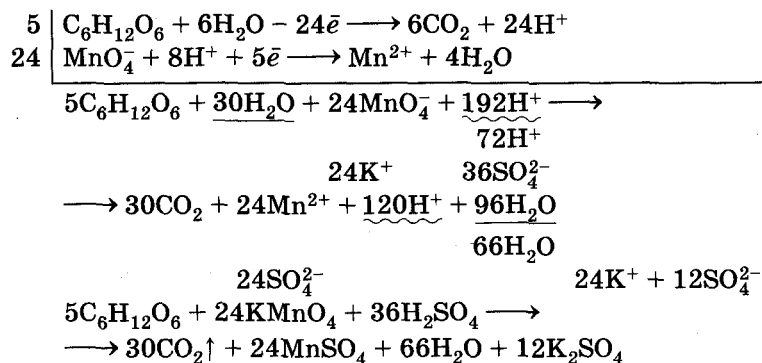 5 | C₆H₁₂O₆ + 6H₂O − 24ē ⟶ 6CO₂ + 24H⁺
24 | MnO₄⁻ + 8H⁺ + 5ē ⟶ Mn²⁺ + 4H₂O
5C₆H₁₂O₆ + 30H₂O + 24MnO₄⁻ + 192H⁺ ⟶
72H⁺
24K⁺ 36SO₄²⁻
⟶ 30CO₂ + 24Mn²⁺ + 120H⁺ + 96H₂O
66H₂O
24SO₄²⁻ 24K⁺ + 12SO₄²⁻
5C₆H₁₂O₆ + 24KMnO₄ + 36H₂SO₄ ⟶
⟶ 30CO₂↑ + 24MnSO₄ + 66H₂O + 12K₂SO₄